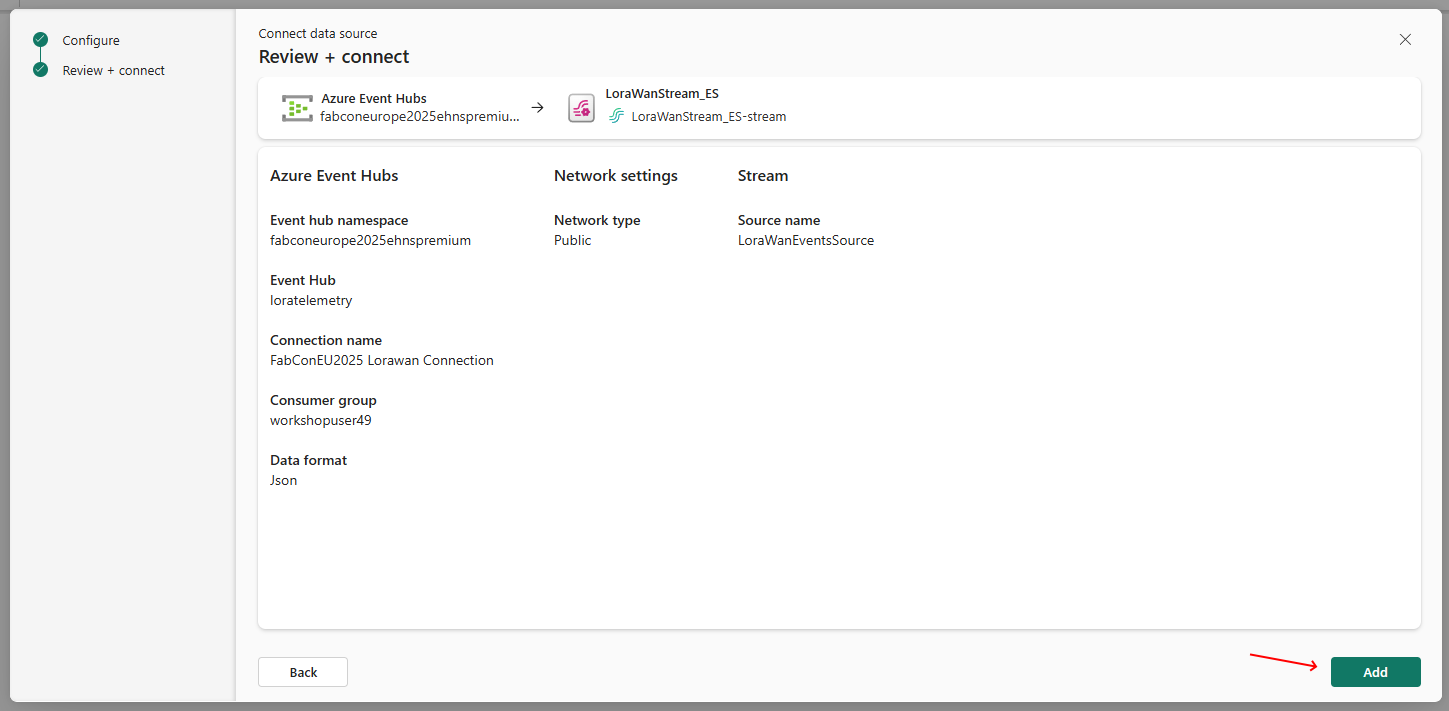 Configure
Review + connect
Connect data source
Review + connect
Azure Event Hubs
fabconeurope2025ehnspremiu...
LoraWanStream_ES
LoraWanStream_ES-stream
Azure Event Hubs
Network settings
Stream
Event hub namespace
fabconeurope2025ehnspremium
Network type
Public
Source name
LoraWanEventsSource
Event Hub
loratelemetry
Connection name
FabConEU2025 Lorawan Connection
Consumer group
workshopuser49
Data format
Json
Back
Add